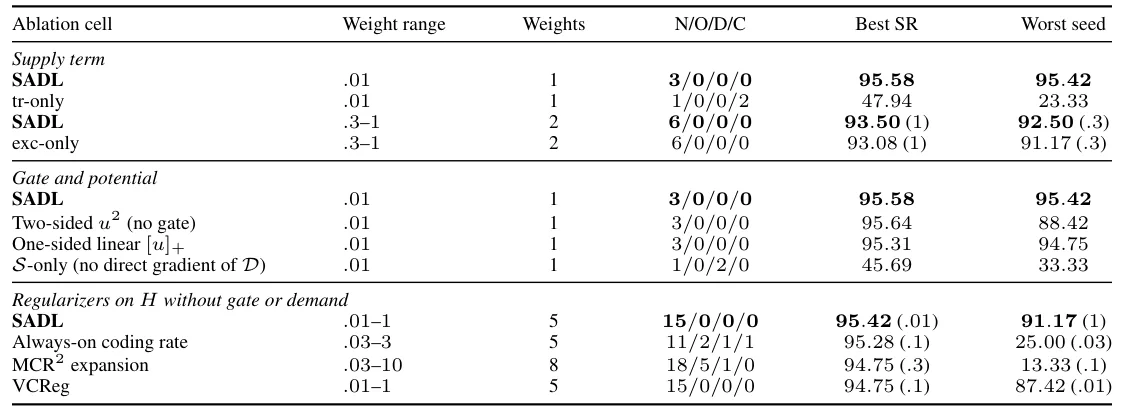 Ablation cell Weight range Weights N/O/D/C Best SR Worst seed
Supply term
SADL .01 1 3/0/0/0 95.58 95.42
tr-only .01 1 1/0/0/2 47.94 23.33
SADL .3–1 2 6/0/0/0 93.50 (1) 92.50 (.3)
exc-only .3–1 2 6/0/0/0 93.08 (1) 91.17 (.3)
Gate and potential
SADL .01 1 3/0/0/0 95.58 95.42
Two-sided u² (no gate) .01 1 3/0/0/0 95.64 88.42
One-sided linear [u]₊ .01 1 3/0/0/0 95.31 94.75
𝒮-only (no direct gradient of 𝒟) .01 1 1/0/2/0 45.69 33.33
Regularizers on H without gate or demand
SADL .01–1 5 15/0/0/0 95.42 (.01) 91.17 (1)
Always-on coding rate .03–3 5 11/2/1/1 95.28 (.1) 25.00 (.03)
MCR² expansion .03–10 8 18/5/1/0 94.75 (.3) 13.33 (.1)
VCReg .01–1 5 15/0/0/0 94.75 (.1) 87.42 (.01)